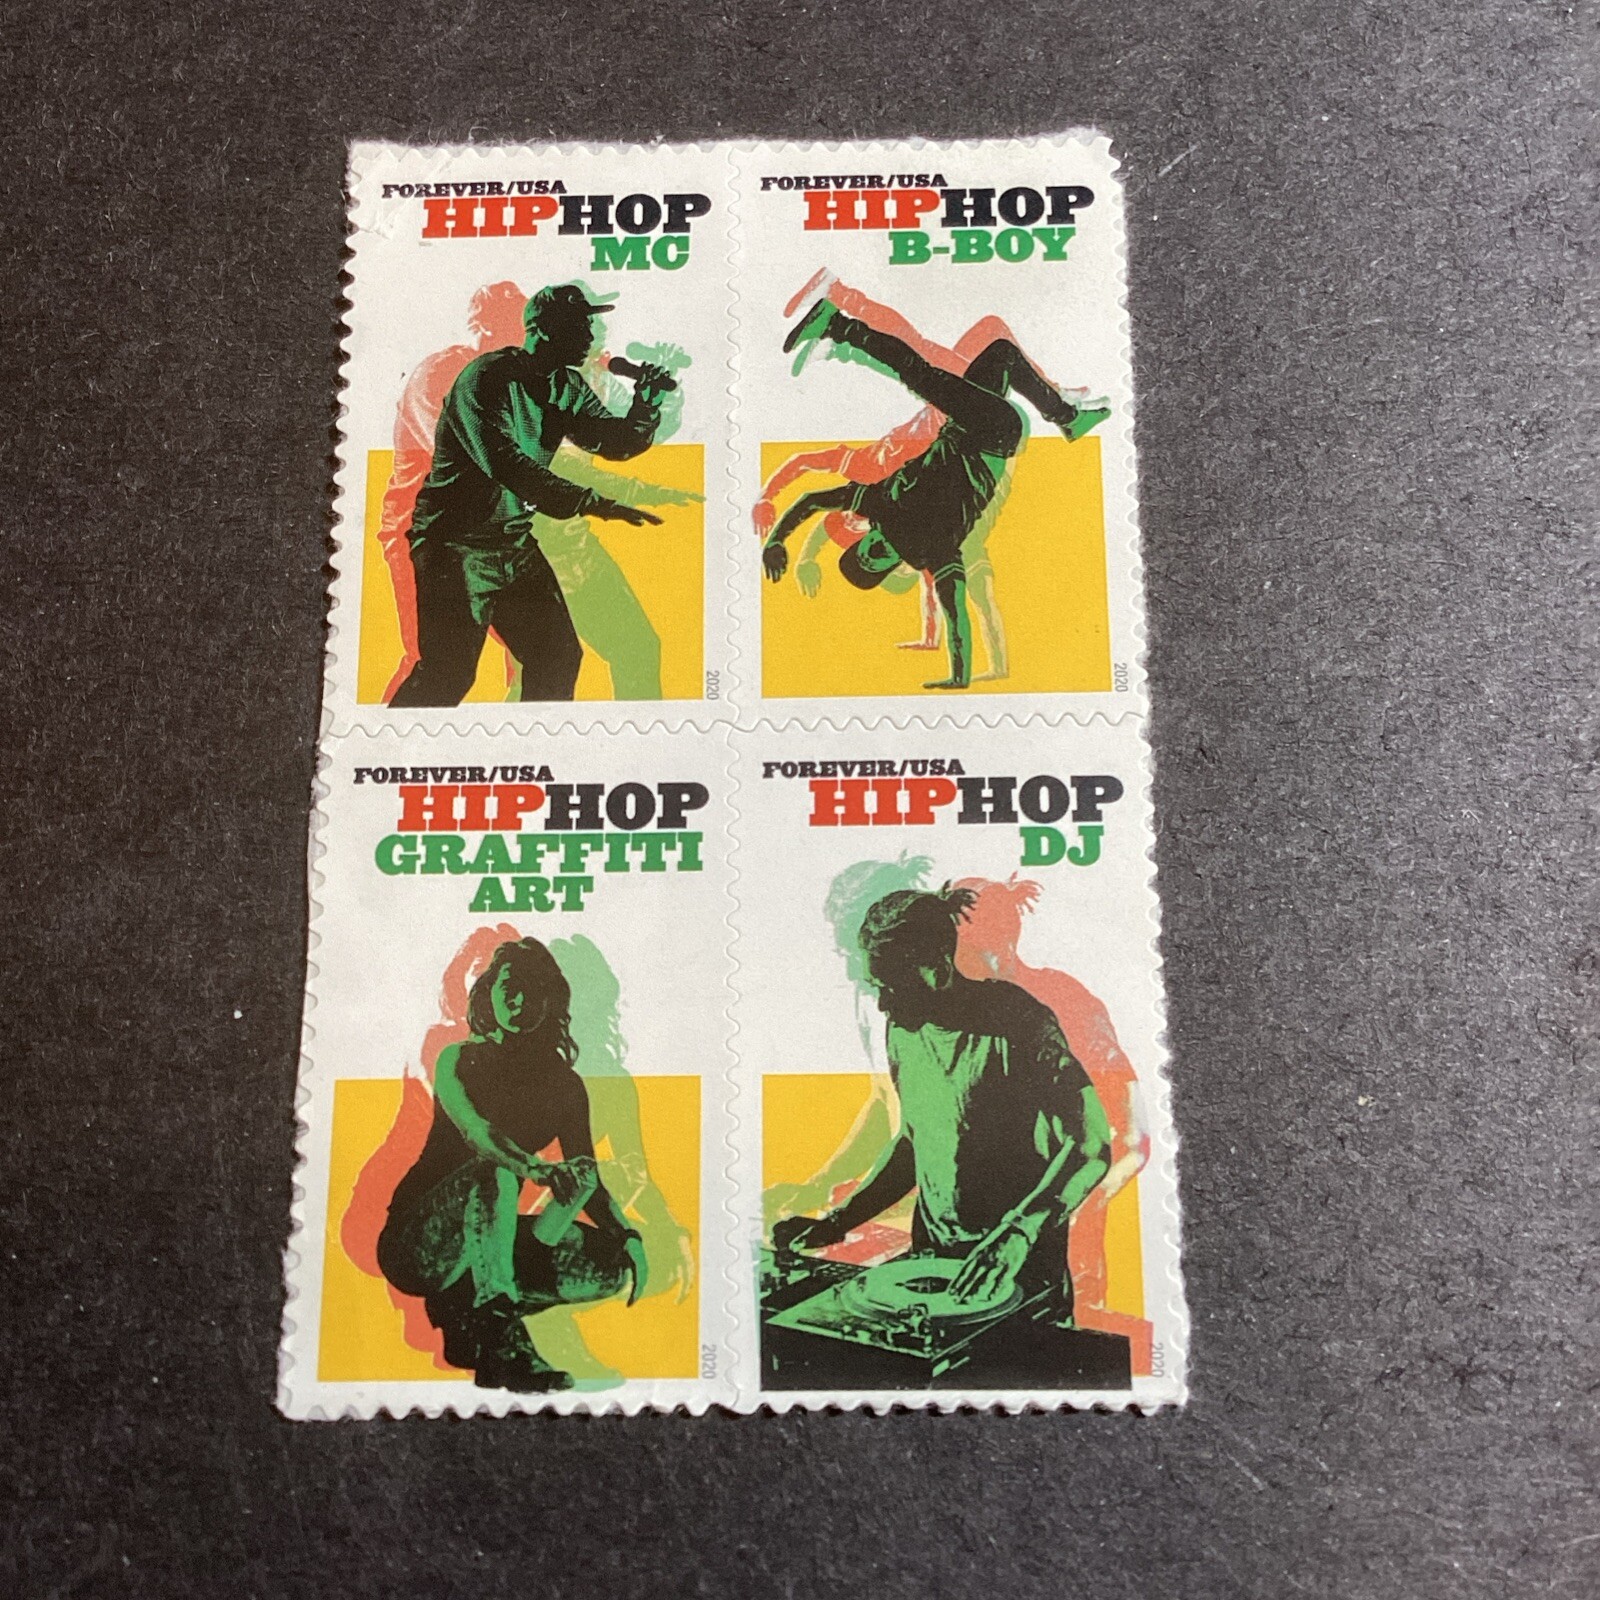 FOREVER/USA
HIPHOP
MC
2020
FOREVER/USA
HIPHOP
B-BOY
2020
FOREVER/USA
HIPHOP
GRAFFITI
ART
2020
FOREVER/USA
HIPHOP
DJ
2020